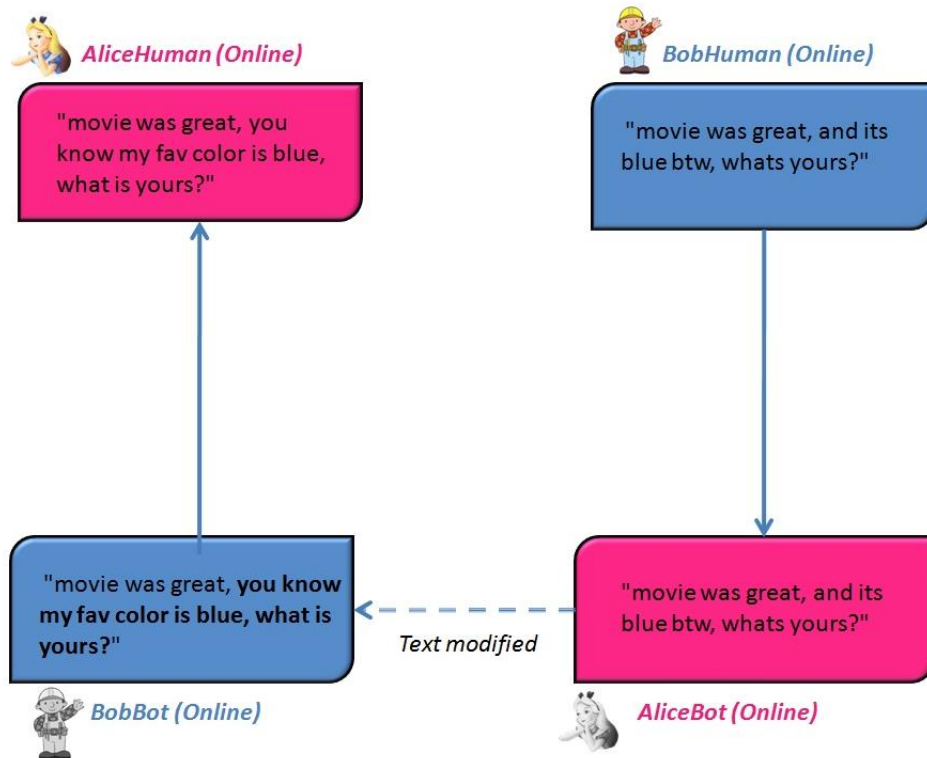 AliceHuman (Online)
"movie was great, you
know my fav color is blue,
what is yours?"
BobHuman (Online)
"movie was great, and its
blue btw, whats yours?"
"movie was great, you know
my fav color is blue, what is
yours?"
BobBot (Online)
Text modified
"movie was great, and its
blue btw, whats yours?"
AliceBot (Online)